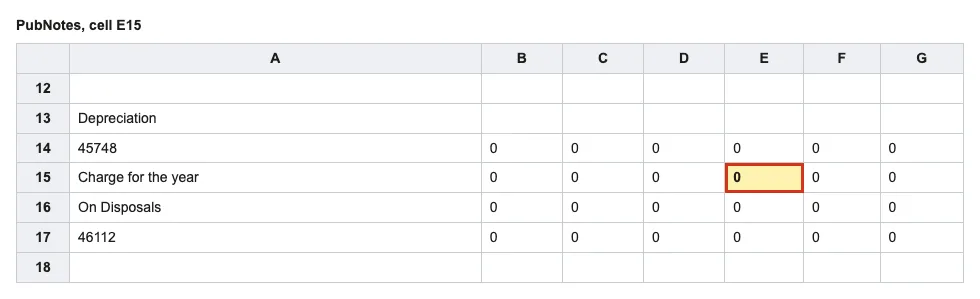 PubNotes, cell E15
A B C D E F G
12
13 Depreciation
14 45748 0 0 0 0 0 0
15 Charge for the year 0 0 0 0 0 0
16 On Disposals 0 0 0 0 0 0
17 46112 0 0 0 0 0 0
18